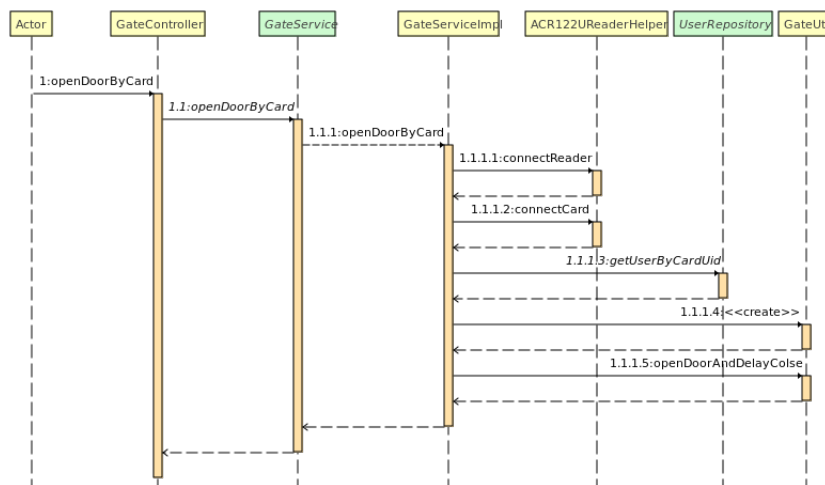 Actor
GateController
GateService
GateServiceImpl
ACR122UReaderHelper
UserRepository
GateUt
1:openDoorByCard
1.1:openDoorByCard
1.1.1:openDoorByCard
1.1.1.1:connectReader
1.1.1.2:connectCard
1.1.1.3:getUserByCardUid
1.1.1.4:<<create>>
1.1.1.5:openDoorAndDelayColse